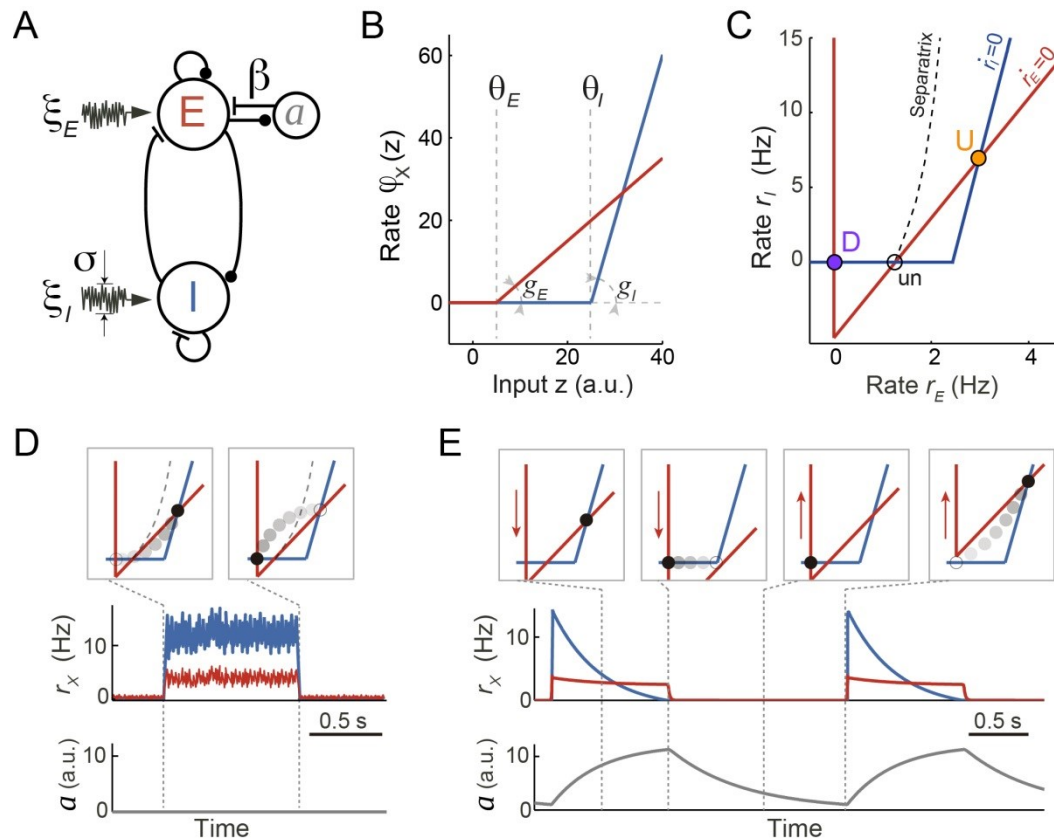 A
ξE
E
β
a
σ
ξI
I
B
Rate φX (z)
60
40
20
0
θE
θI
gE
gI
0
20
40
Input z (a.u.)
C
Rate rI (Hz)
15
10
5
0
Separatrix
ṙI=0
ṙE=0
U
D
un
0
2
4
Rate rE (Hz)
D
rX (Hz)
10
0
0.5 s
a (a.u.)
10
0
Time
E
rX (Hz)
10
0
0.5 s
a (a.u.)
10
0
Time